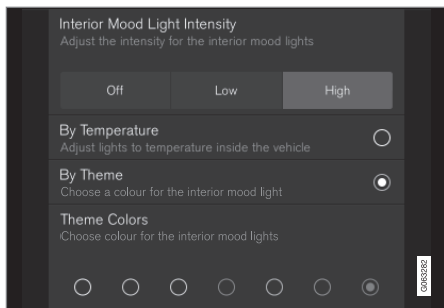 Interior Mood Light Intensity
Adjust the intensity for the interior mood lights
Off Low High
By Temperature
Adjust lights to temperature inside the vehicle
By Theme
Choose a colour for the interior mood light
Theme Colors
Choose colour for the interior mood lights
G063282